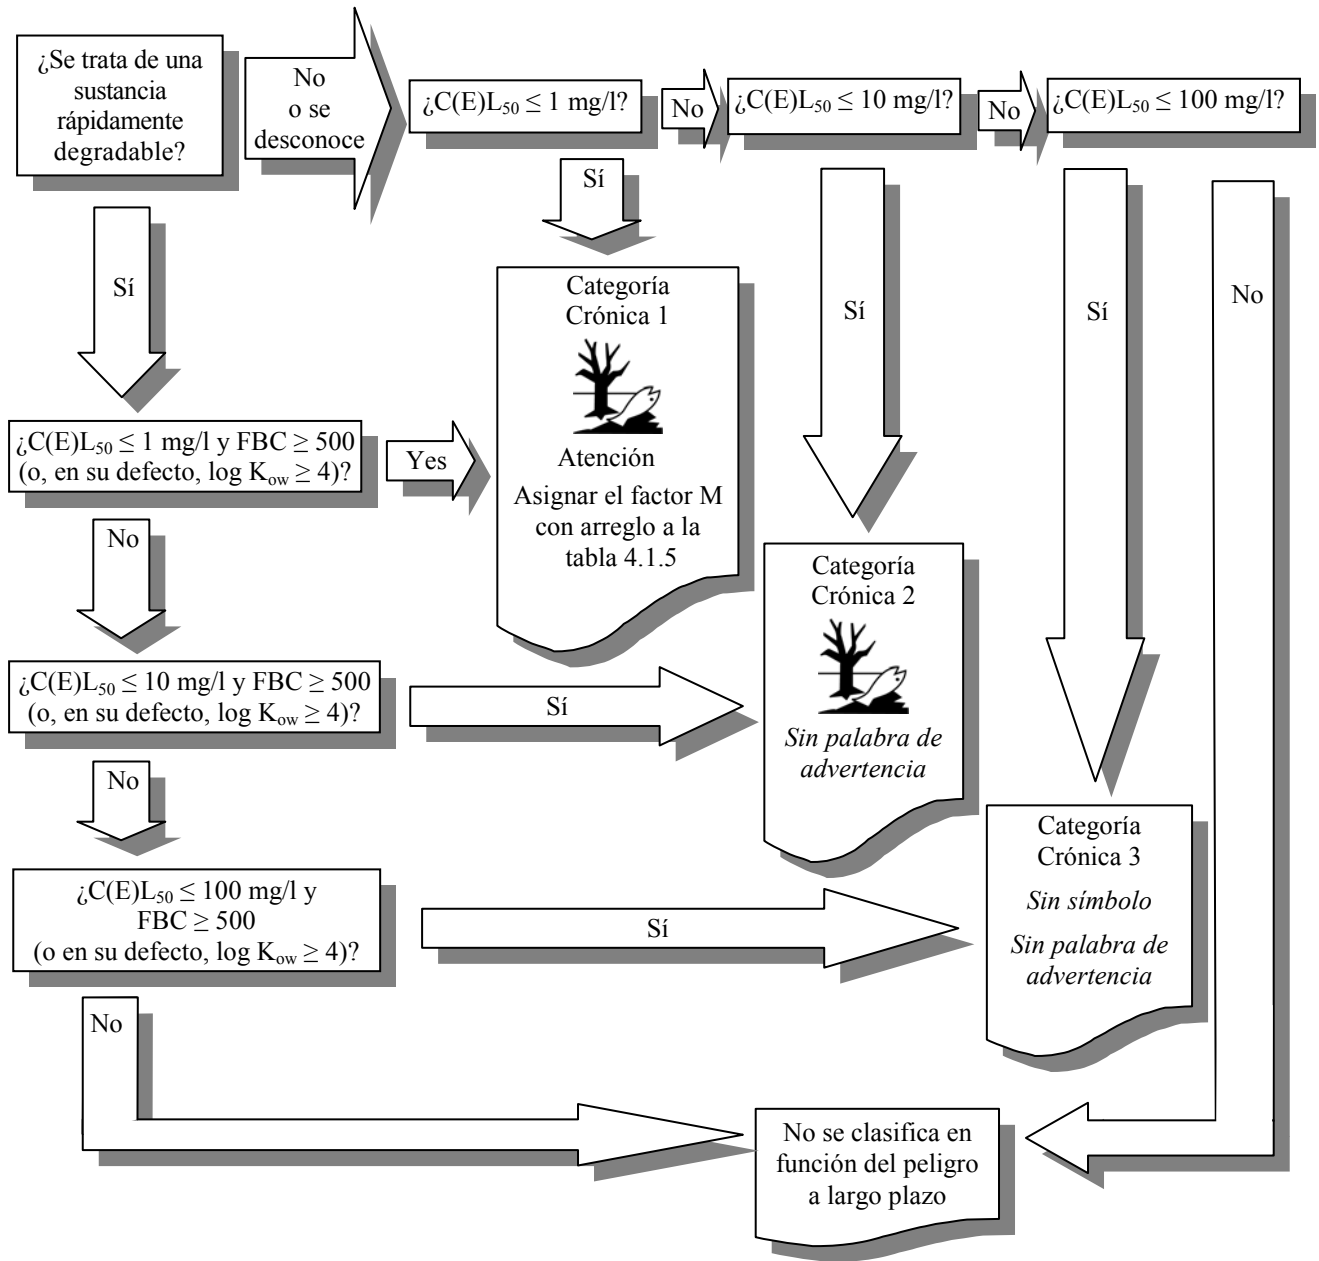 ¿Se trata de una
sustancia
rápidamente
degradable?
No
o se
desconoce
¿C(E)L₅₀ ≤ 1 mg/l?
No
¿C(E)L₅₀ ≤ 10 mg/l?
No
¿C(E)L₅₀ ≤ 100 mg/l?
Sí
Sí
Sí
Sí
No
Categoría
Crónica 1
Atención
Asignar el factor M
con arreglo a la
tabla 4.1.5
¿C(E)L₅₀ ≤ 1 mg/l y FBC ≥ 500
(o, en su defecto, log Kow ≥ 4)?
Yes
No
Categoría
Crónica 2
Sin palabra de
advertencia
¿C(E)L₅₀ ≤ 10 mg/l y FBC ≥ 500
(o, en su defecto, log Kow ≥ 4)?
Sí
No
Categoría
Crónica 3
Sin símbolo
Sin palabra de
advertencia
¿C(E)L₅₀ ≤ 100 mg/l y
FBC ≥ 500
(o en su defecto, log Kow ≥ 4)?
Sí
No
No se clasifica en
función del peligro
a largo plazo